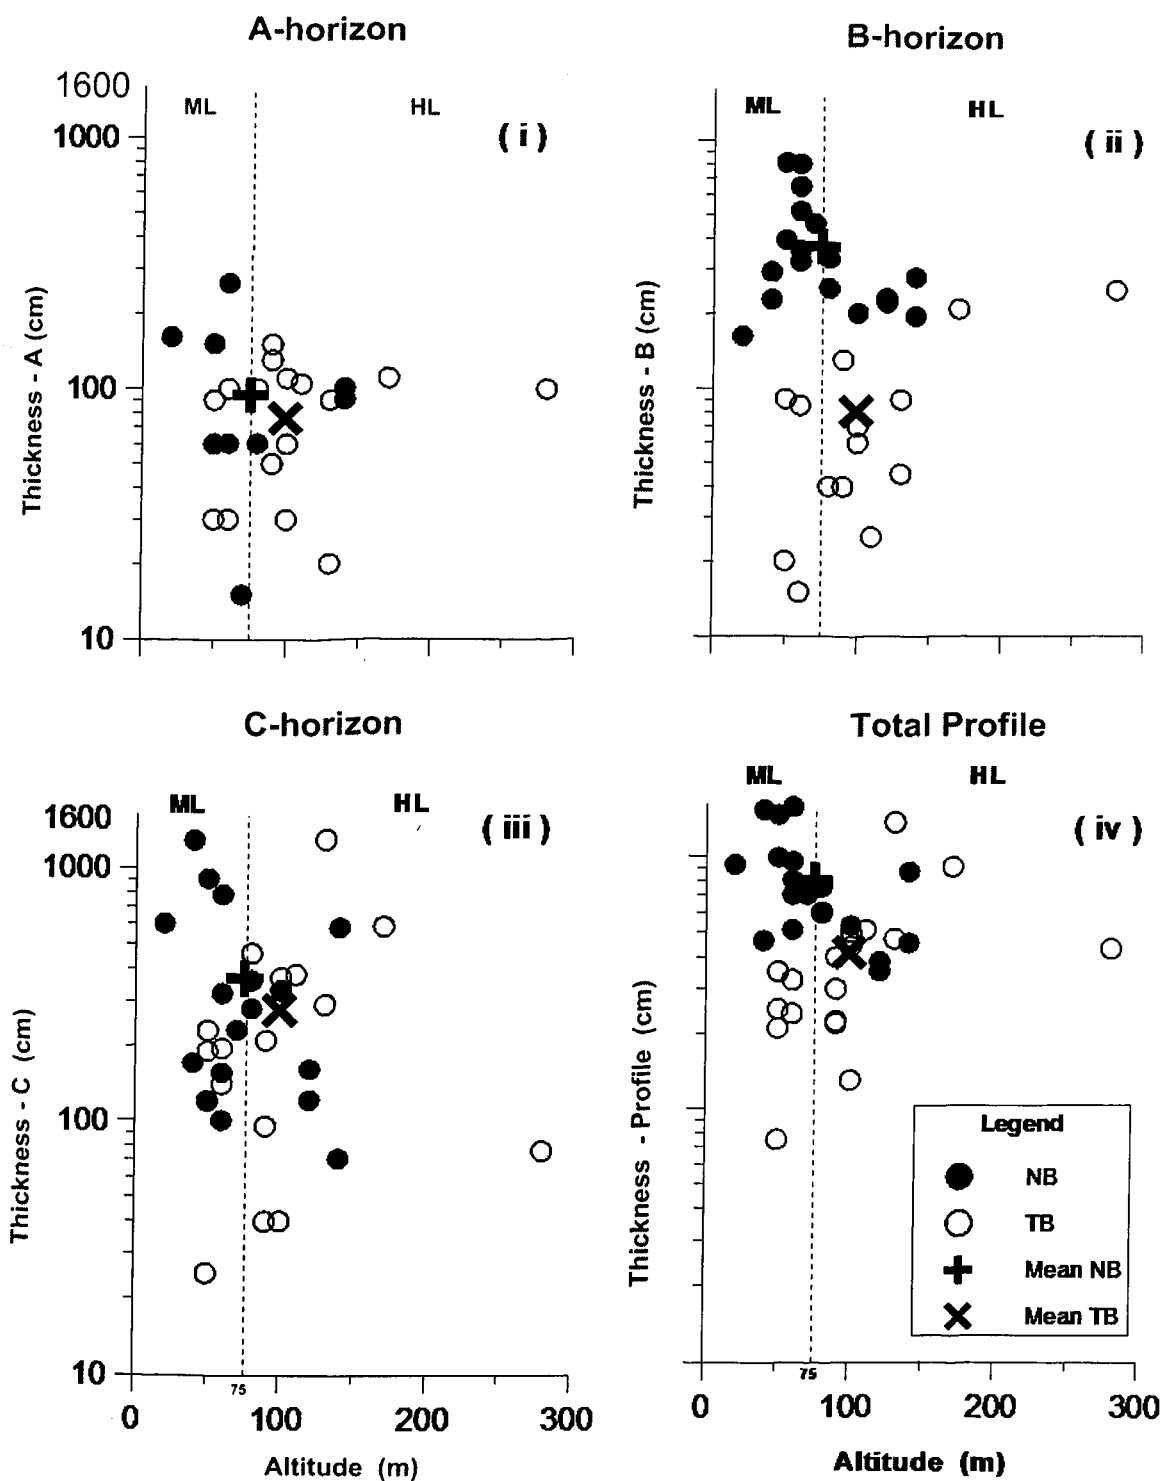 A-horizon
B-horizon
1600
1000
100
10
ML
HL
( i )
Thickness - A (cm)
ML
HL
( ii )
Thickness - B (cm)
C-horizon
Total Profile
1600
1000
100
10
ML
HL
( iii )
Thickness - C (cm)
75
0
100
200
300
Altitude (m)
ML
HL
( iv )
Thickness - Profile (cm)
Legend
NB
TB
Mean NB
Mean TB
75
0
100
200
300
Altitude (m)